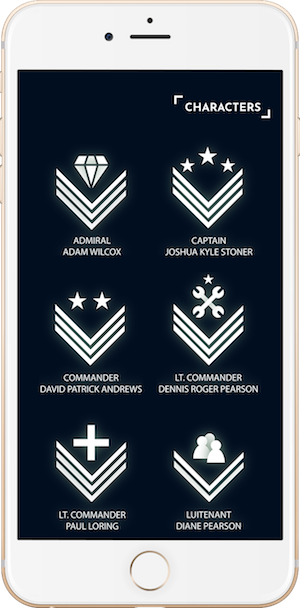 CHARACTERS
ADMIRAL
ADAM WILCOX
CAPTAIN
JOSHUA KYLE STONER
COMMANDER
DAVID PATRICK ANDREWS
LT. COMMANDER
DENNIS ROGER PEARSON
LT. COMMANDER
PAUL LORING
LUITENANT
DIANE PEARSON